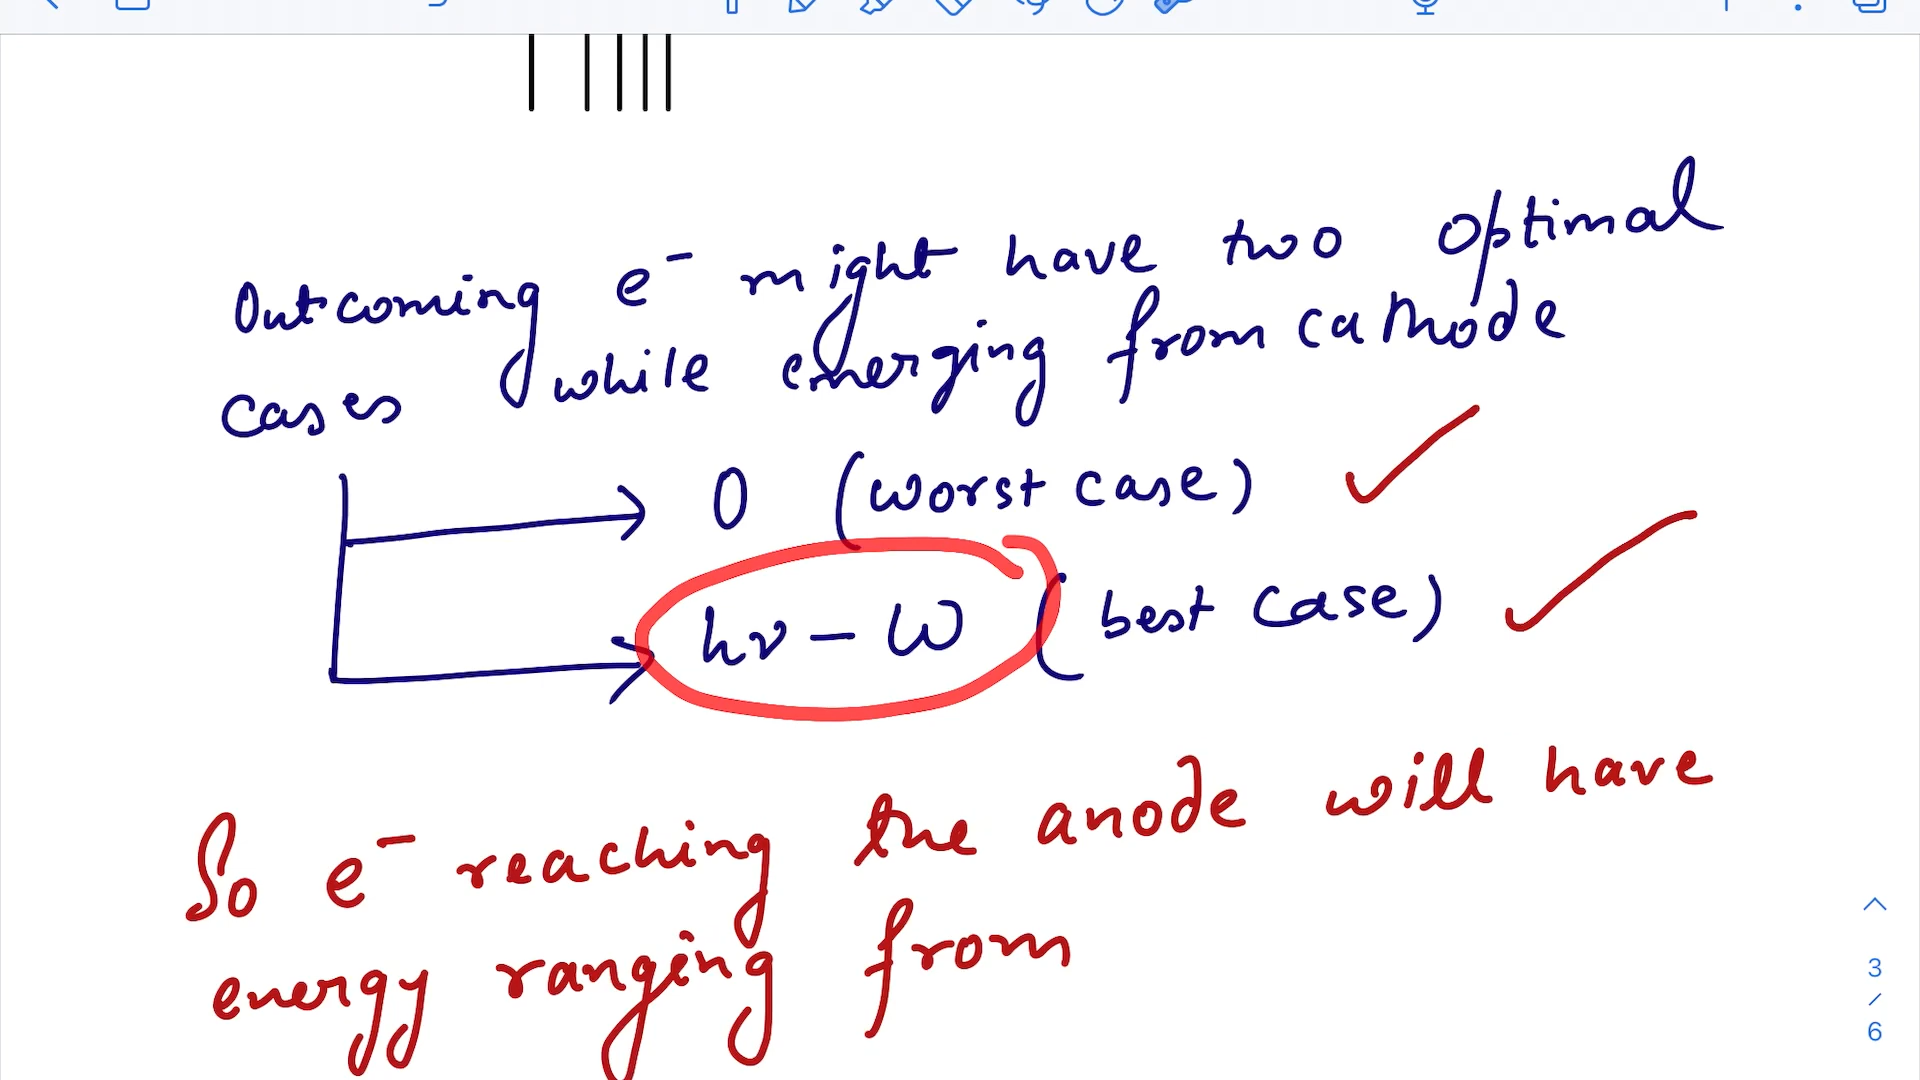 Outcoming e⁻ might have two optimal
cases while emerging from cathode
0 (worst case)
hν – W (best case)
So e⁻ reaching the anode will have
energy ranging from
3
/
6